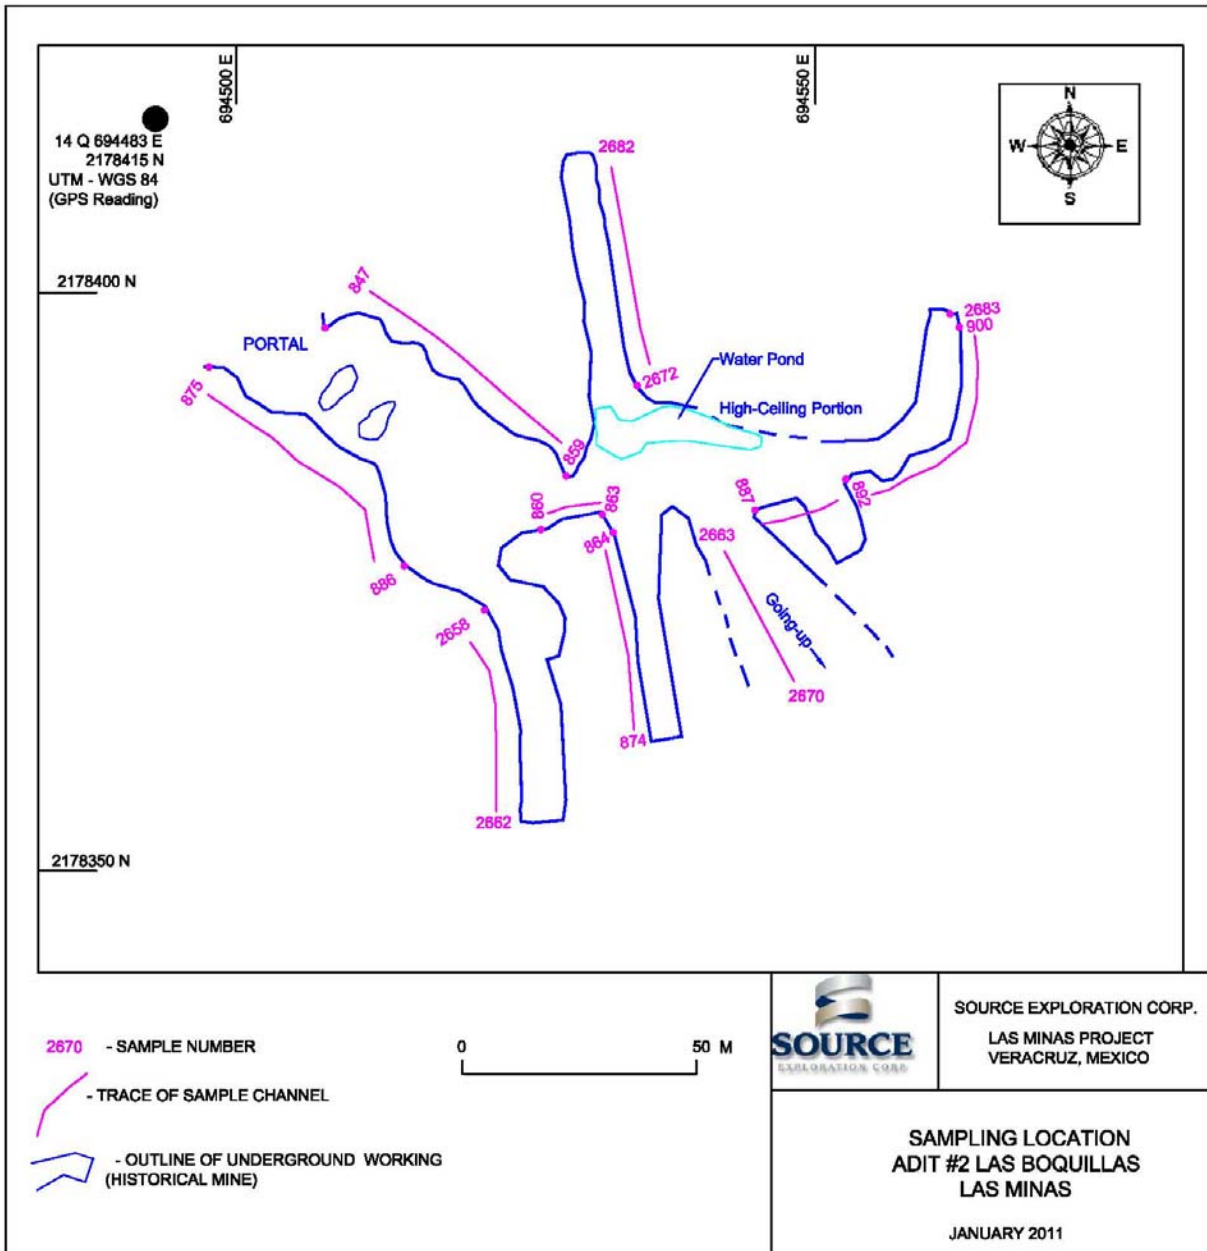 694500 E
694550 E
14 Q 694483 E
2178415 N
UTM - WGS 84
(GPS Reading)
N
W E
S
2682
2178400 N
847
2683
900
PORTAL
Water Pond
2672
875
High-Ceiling Portion
859
860
863
887
892
864
2663
886
Going-up
2658
2670
874
2662
2178350 N
2670 - SAMPLE NUMBER
- TRACE OF SAMPLE CHANNEL
- OUTLINE OF UNDERGROUND WORKING
(HISTORICAL MINE)
0 50 M
SOURCE
EXPLORATION CORP.
SOURCE EXPLORATION CORP.
LAS MINAS PROJECT
VERACRUZ, MEXICO
SAMPLING LOCATION
ADIT #2 LAS BOQUILLAS
LAS MINAS
JANUARY 2011